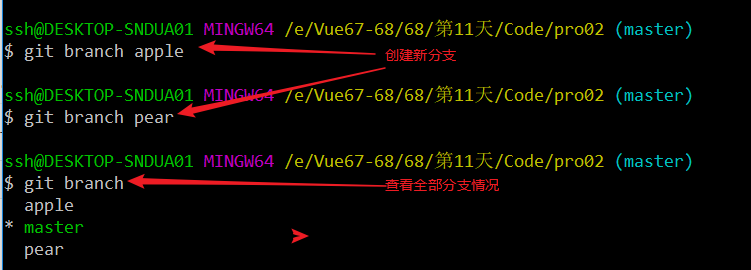 ssh@DESKTOP-SNDUA01 MINGW64 /e/Vue67-68/68/第11天/Code/pro02 (master)
$ git branch apple
创建新分支
ssh@DESKTOP-SNDUA01 MINGW64 /e/Vue67-68/68/第11天/Code/pro02 (master)
$ git branch pear
ssh@DESKTOP-SNDUA01 MINGW64 /e/Vue67-68/68/第11天/Code/pro02 (master)
$ git branch
查看全部分支情况
apple
* master
pear